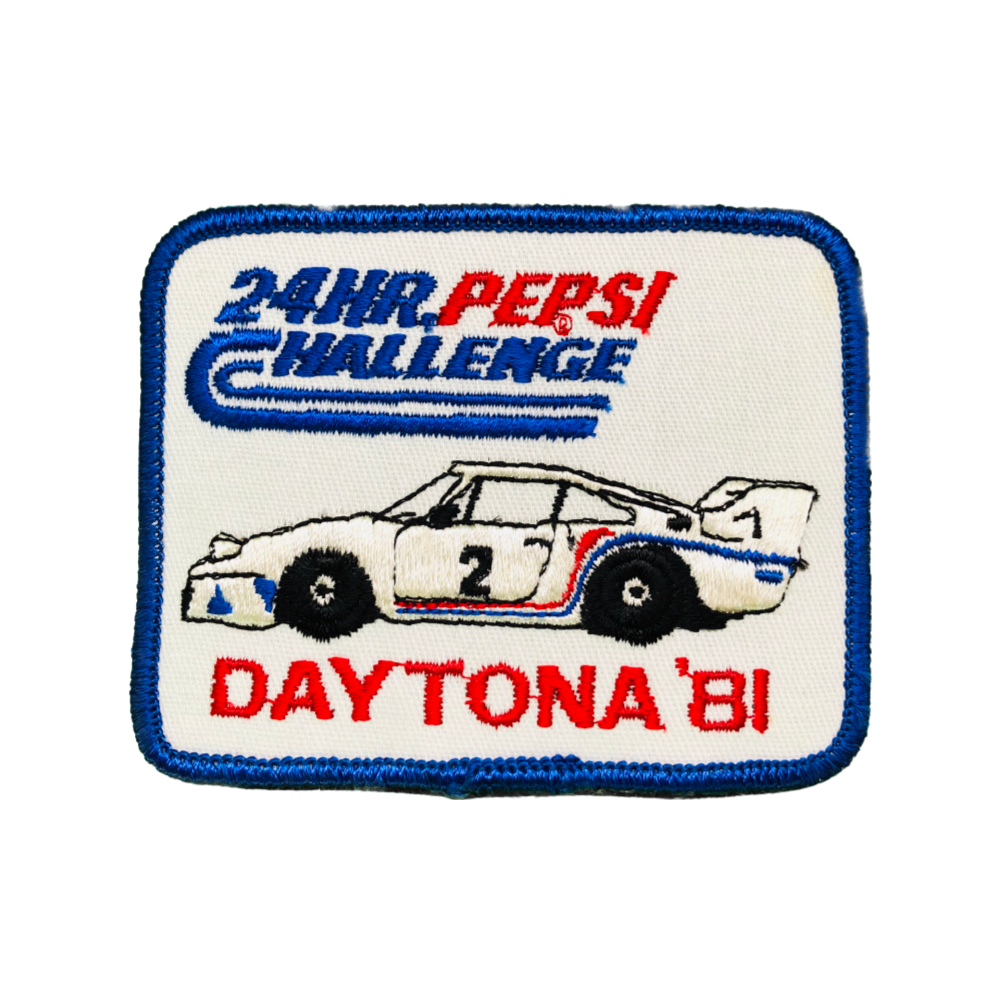 24HR. PEPSI
®
CHALLENGE
2
DAYTONA '81